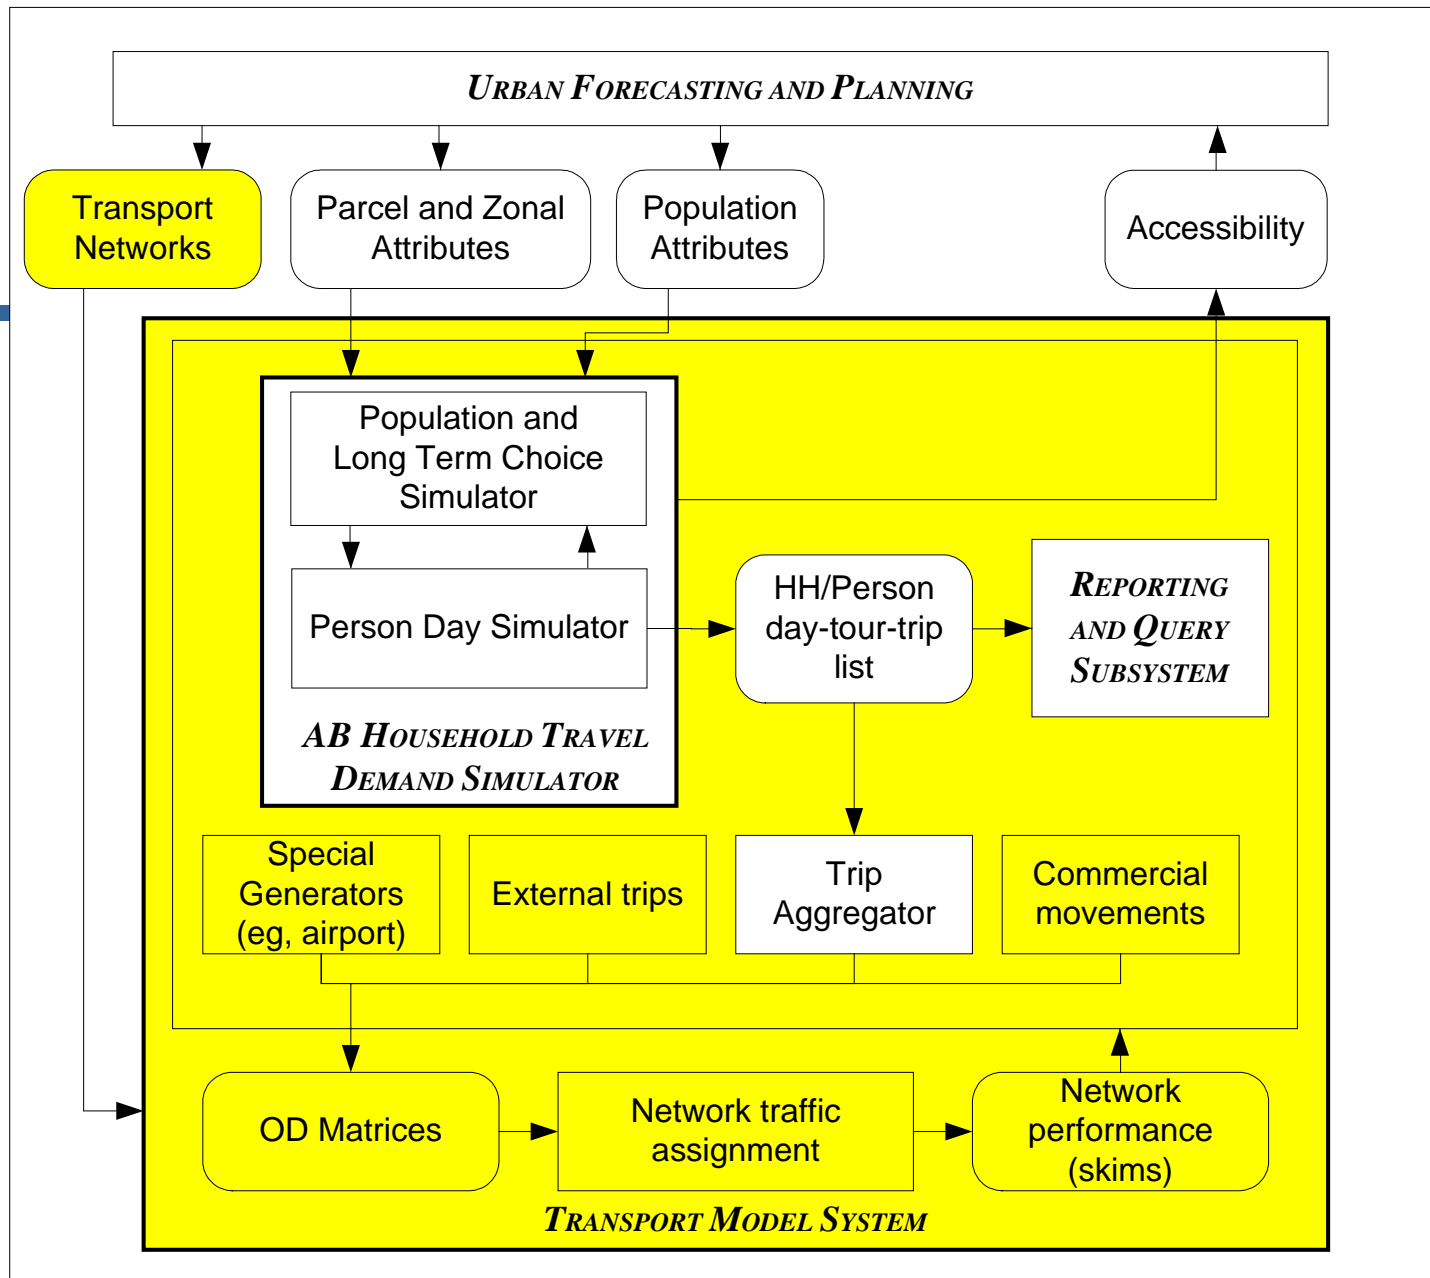 URBAN FORECASTING AND PLANNING
Transport
Networks
Parcel and Zonal
Attributes
Population
Attributes
Accessibility
Population and
Long Term Choice
Simulator
Person Day Simulator
AB HOUSEHOLD TRAVEL
DEMAND SIMULATOR
HH/Person
day-tour-trip
list
REPORTING
AND QUERY
SUBSYSTEM
Special
Generators
(eg, airport)
External trips
Trip
Aggregator
Commercial
movements
OD Matrices
Network traffic
assignment
Network
performance
(skims)
TRANSPORT MODEL SYSTEM